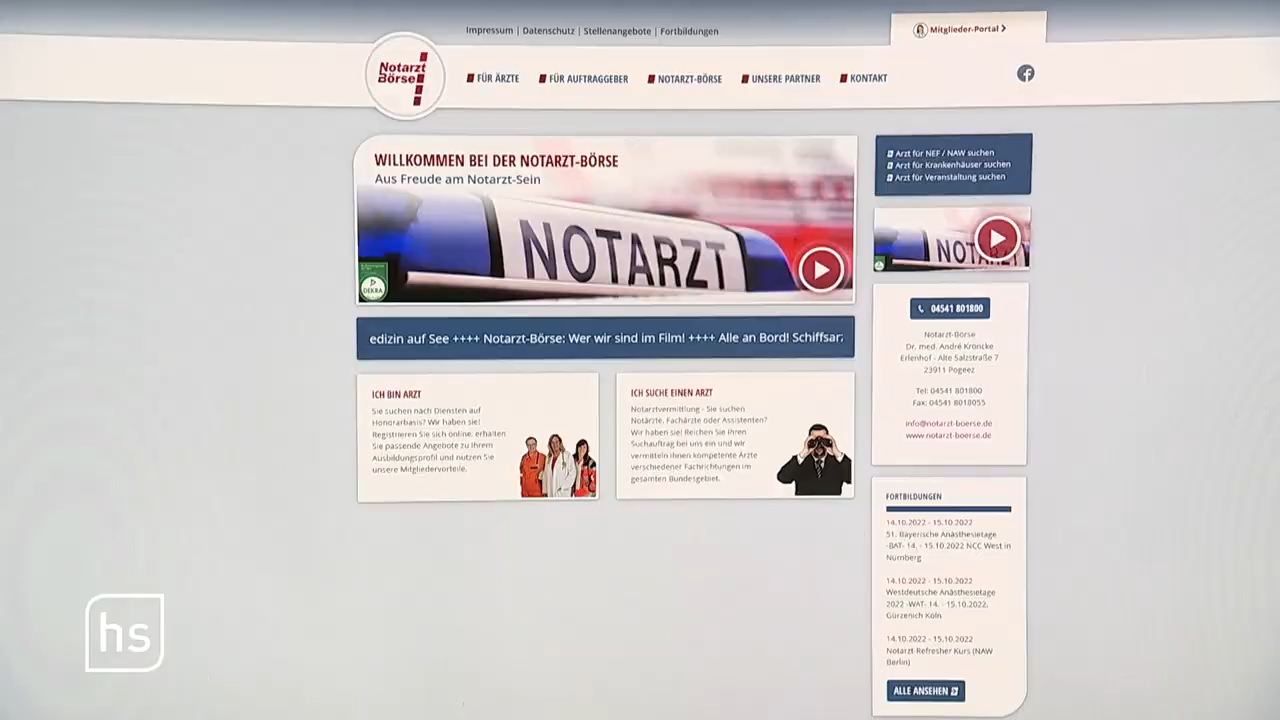 Impressum | Datenschutz | Stellenangebote | Fortbildungen
Mitglieder-Portal
Notarzt
Börse
FÜR ÄRZTE
FÜR AUFTRAGGEBER
NOTARZT-BÖRSE
UNSERE PARTNER
KONTAKT
WILLKOMMEN BEI DER NOTARZT-BÖRSE
Aus Freude am Notarzt-Sein
NOTARZT
DEKRA
edizin auf See ++++ Notarzt-Börse: Wer wir sind im Film! ++++ Alle an Bord! Schiffsar
ICH BIN ARZT
Sie suchen nach Diensten auf
Honorarbasis? Wir haben sie!
Registrieren Sie sich online, erhalten
Sie passende Angebote zu Ihrem
Ausbildungsprofil und nutzen Sie
unsere Mitgliedervorteile.
ICH SUCHE EINEN ARZT
Notarztvermittlung - Sie suchen
Notärzte, Fachärzte oder Assistenten?
Wir haben sie! Reichen Sie Ihren
Suchauftrag bei uns ein und wir
vermitteln Ihnen kompetente Ärzte
verschiedener Fachrichtungen im
gesamten Bundesgebiet.
Arzt für NEF / NAW suchen
Arzt für Krankenhäuser suchen
Arzt für Veranstaltung suchen
NOTARZT
04541 801800
Notarzt-Börse
Dr. med. André Kröncke
Erlenhof - Alte Salzstraße 7
23911 Pogeez
Tel: 04541 801800
Fax: 04541 8018055
info@notarzt-boerse.de
www.notarzt-boerse.de
FORTBILDUNGEN
14.10.2022 - 15.10.2022
51. Bayerische Anästhesietage
-BAT- 14. - 15.10.2022 NCC West in
Nürnberg
14.10.2022 - 15.10.2022
Westdeutsche Anästhesietage
2022 -WAT- 14. - 15.10.2022,
Gürzenich Köln
14.10.2022 - 15.10.2022
Notarzt-Refresher Kurs (NAW
Berlin)
ALLE ANSEHEN
hs